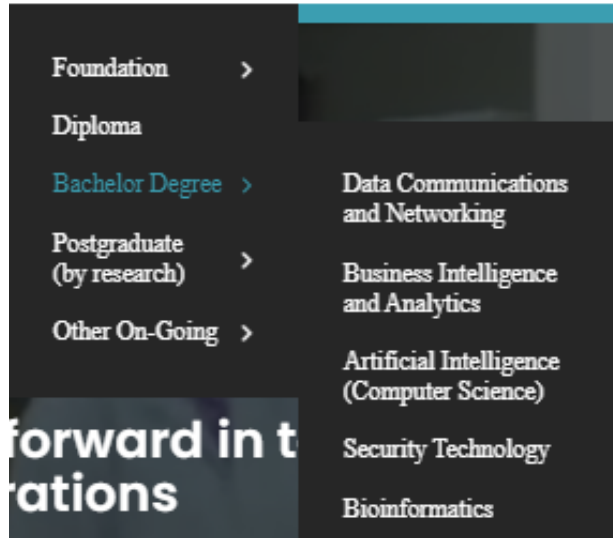 Foundation
Diploma
Bachelor Degree
Postgraduate
(by research)
Other On-Going
Data Communications
and Networking
Business Intelligence
and Analytics
Artificial Intelligence
(Computer Science)
Security Technology
Bioinformatics
forward in t
rations